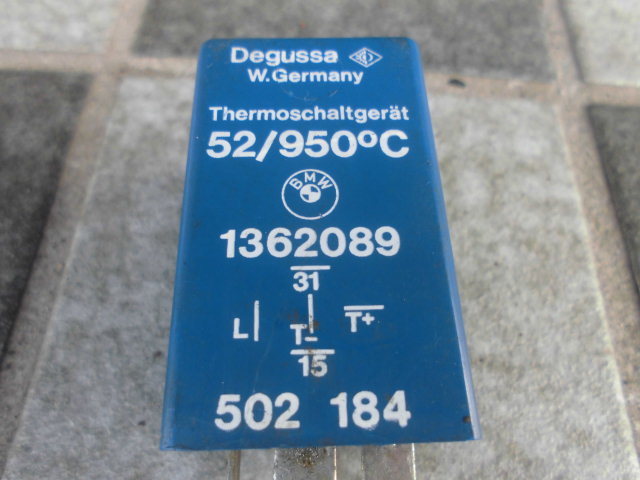 Degussa
W.Germany
Thermoschaltgerät
52/950°C
BMW
1362089
31
L T- T+
15
502 184